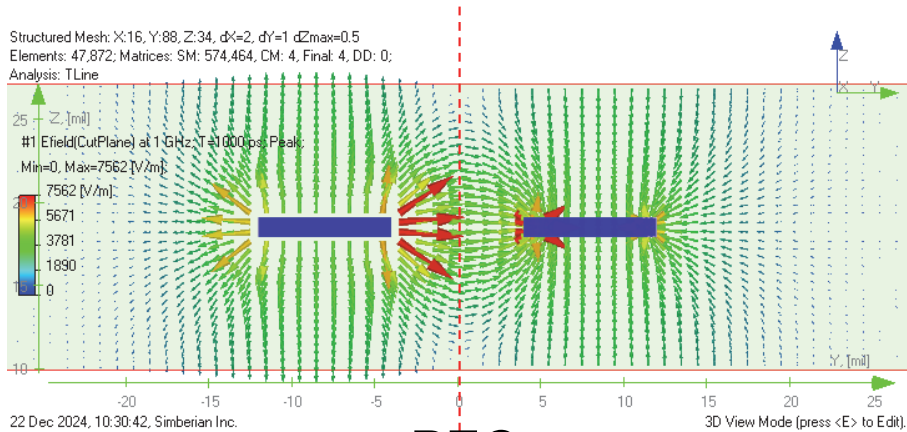 Structured Mesh: X:16, Y:88, Z:34, dX=2, dY=1 dZmax=0.5
Elements: 47,872; Matrices: SM: 574,464, CM: 4, Final: 4, DD: 0;
Analysis: TLine
Z
X Y
25 Z, [mil]
#1 Efield(CutPlane) at 1 GHz; T=1000 ps; Peak;
Min=0, Max=7562 [V/m]
7562 [V/m]
5671
3781
1890
0
10
Y, [mil]
-20 -15 -10 -5 0 5 10 15 20 25
22 Dec 2024, 10:30:42, Simberian Inc.
3D View Mode (press <E> to Edit).